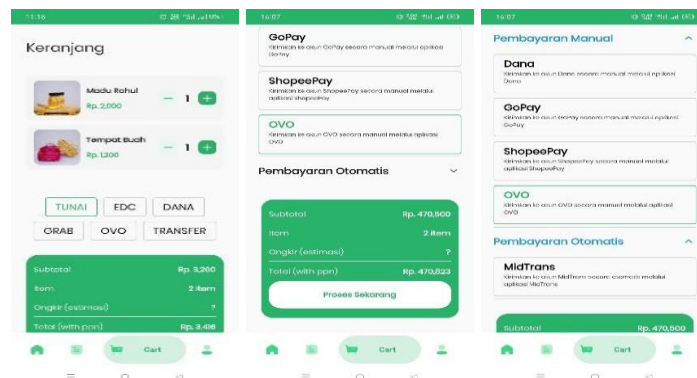 11:16
Keranjang
Madu Rahul
Rp. 2,000
1
Tempat Buah
Rp. 1,200
1
TUNAI
EDC
DANA
GRAB
OVO
TRANSFER
Subtotal
Rp. 3,200
Item
2 item
Ongkir (estimasi)
?
Total (with ppn)
Cart
16:07
GoPay
Kirimkan ke akun GoPay secara manual melalui aplikasi
GoPay
ShopeePay
Kirimkan ke akun ShopeePay secara manual melalui
aplikasi ShopeePay
OVO
Kirimkan ke akun OVO secara manual melalui aplikasi
OVO
Pembayaran Otomatis
Subtotal
Rp. 470,500
Item
2 item
Ongkir (estimasi)
?
Total (with ppn)
Rp. 470,823
Proses Sekarang
Cart
16:07
Pembayaran Manual
Dana
Kirimkan ke akun Dana secara manual melalui aplikasi
Dana
GoPay
Kirimkan ke akun GoPay secara manual melalui aplikasi
GoPay
ShopeePay
Kirimkan ke akun ShopeePay secara manual melalui
aplikasi ShopeePay
OVO
Kirimkan ke akun OVO secara manual melalui aplikasi
OVO
Pembayaran Otomatis
MidTrans
Kirimkan ke akun MidTrans secara otomatis melalui
aplikasi MidTrans
Subtotal
Rp. 470,500
Cart